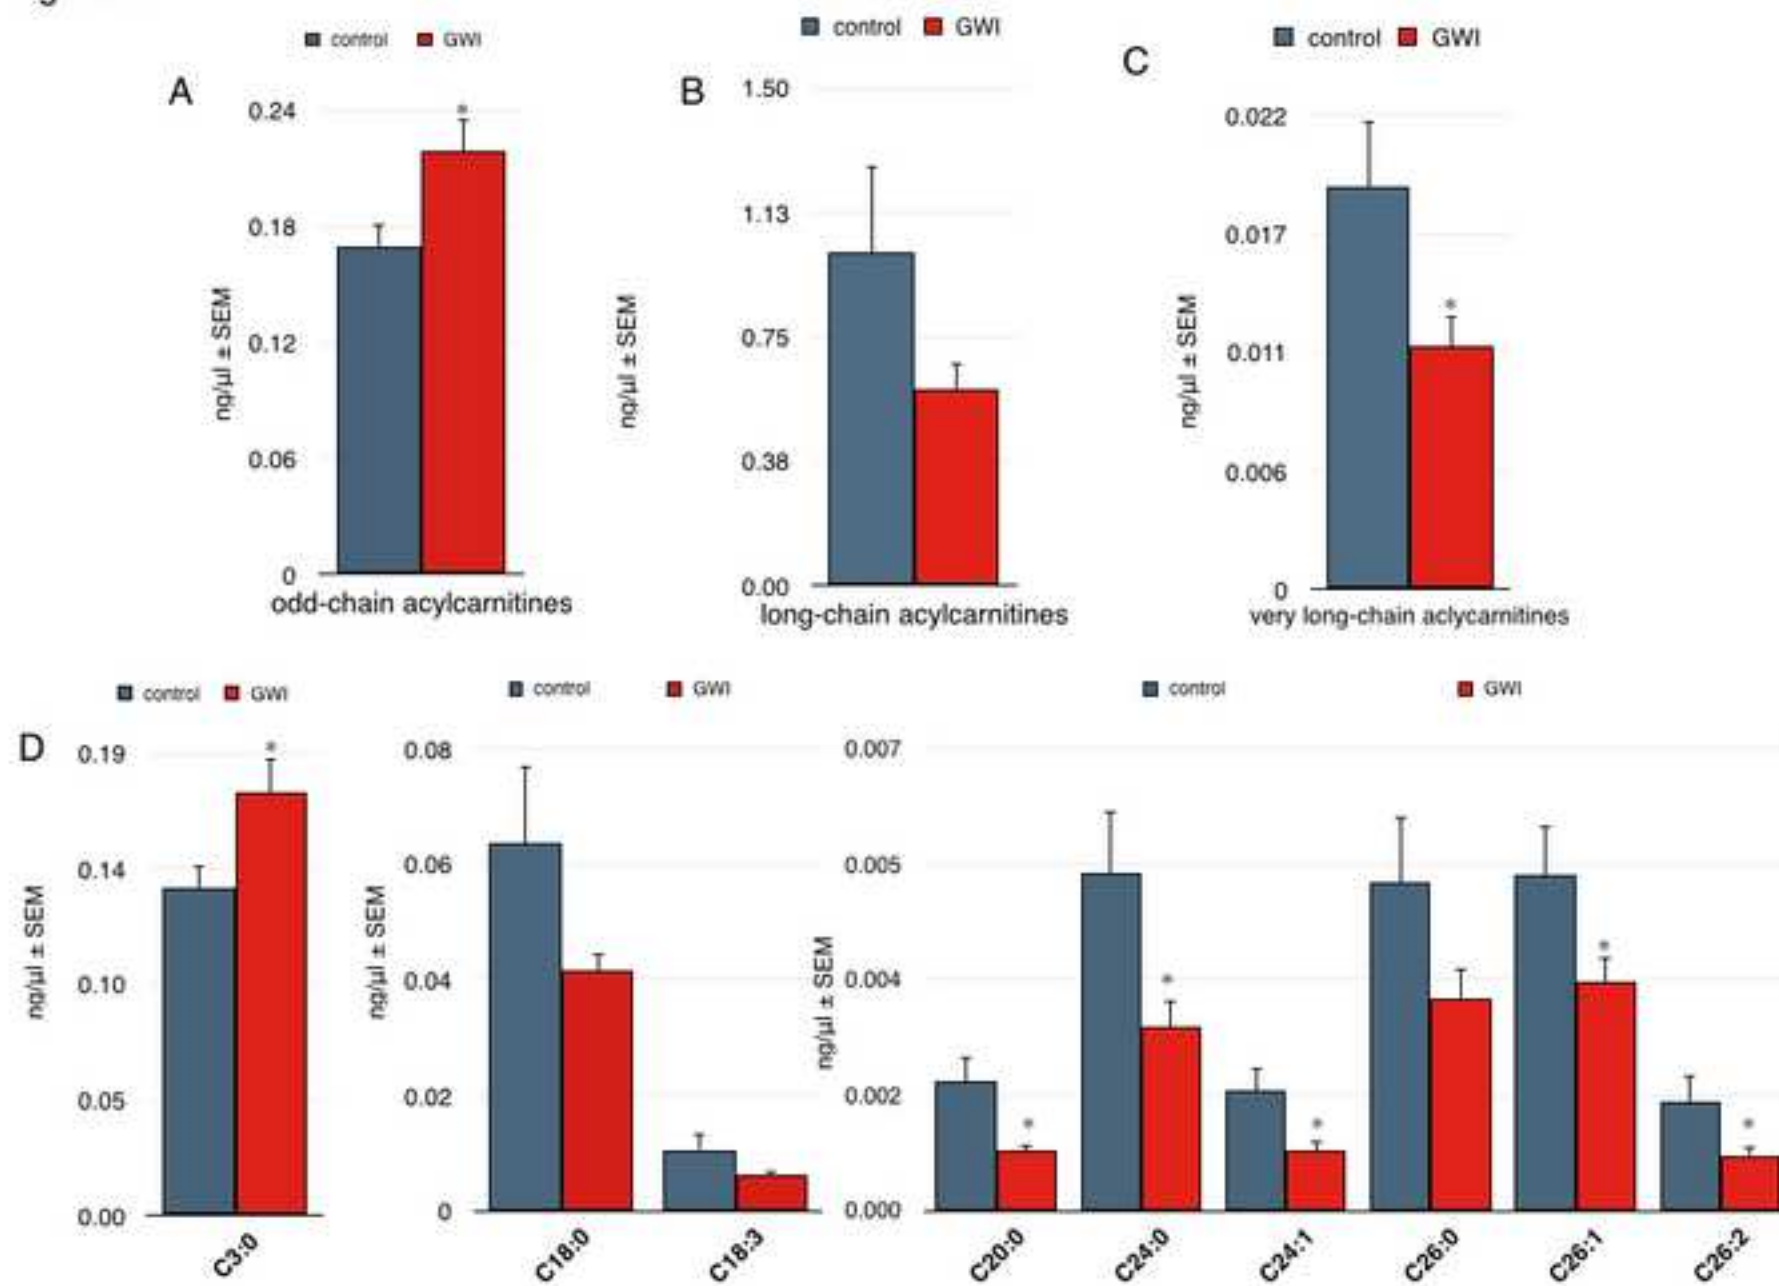 control GWI
A
0.24
0.18
0.12
0.06
0
ng/µl ± SEM
*
odd-chain acylcarnitines
control GWI
B
1.50
1.13
0.75
0.38
0.00
ng/µl ± SEM
long-chain acylcarnitines
control GWI
C
0.022
0.017
0.011
0.006
0
ng/µl ± SEM
*
very long-chain aclycarnitines
D
control GWI
0.19
0.14
0.10
0.05
0.00
ng/µl ± SEM
*
C3:0
control GWI
0.08
0.06
0.04
0.02
0
ng/µl ± SEM
C18:0 C18:3
control GWI
0.007
0.005
0.004
0.002
0.000
ng/µl ± SEM
* * * * *
C20:0 C24:0 C24:1 C26:0 C26:1 C26:2